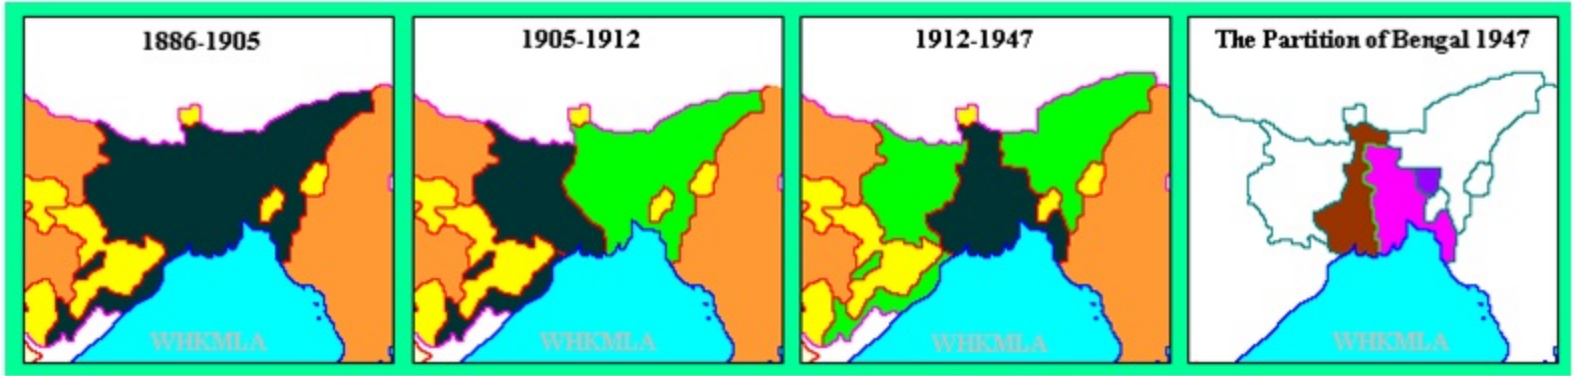 1886-1905
1905-1912
1912-1947
The Partition of Bengal 1947
WHKMLA
WHKMLA
WHKMLA
WHKMLA